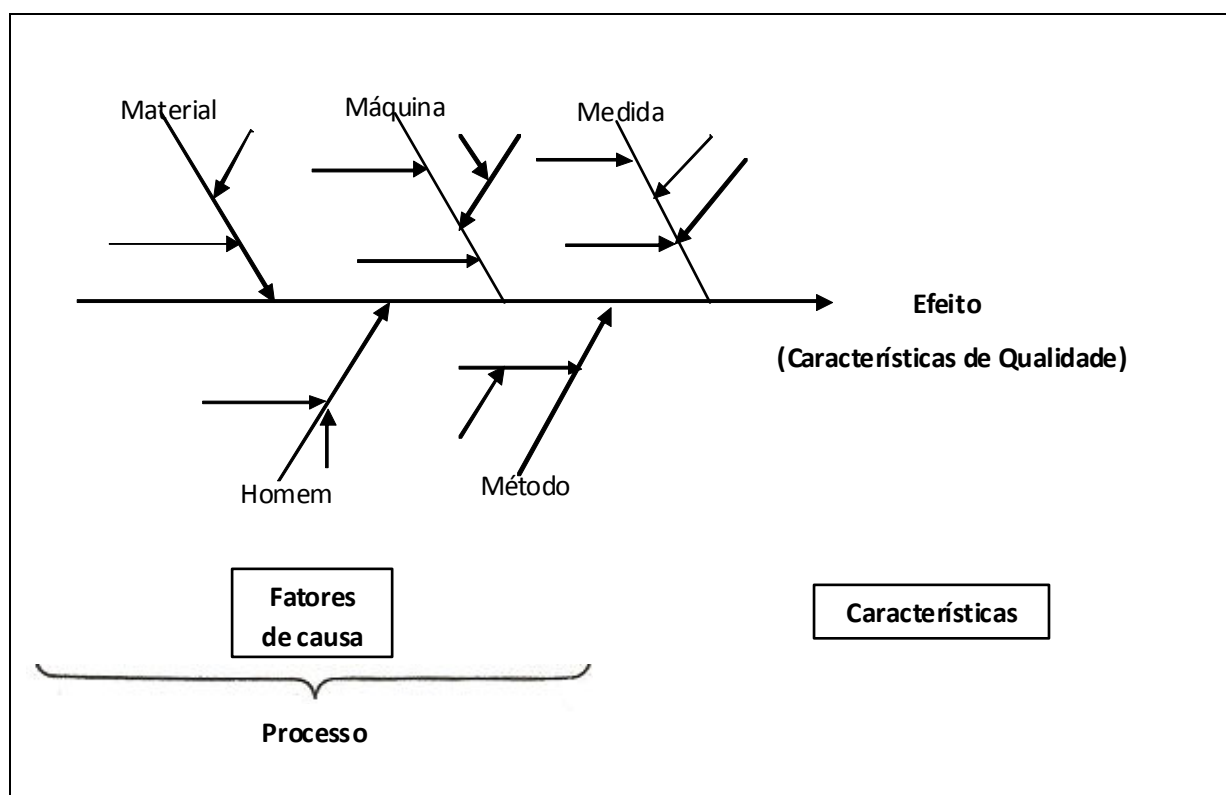 Material
Máquina
Medida
Efeito
(Características de Qualidade)
Homem
Método
Fatores
de causa
Características
Processo